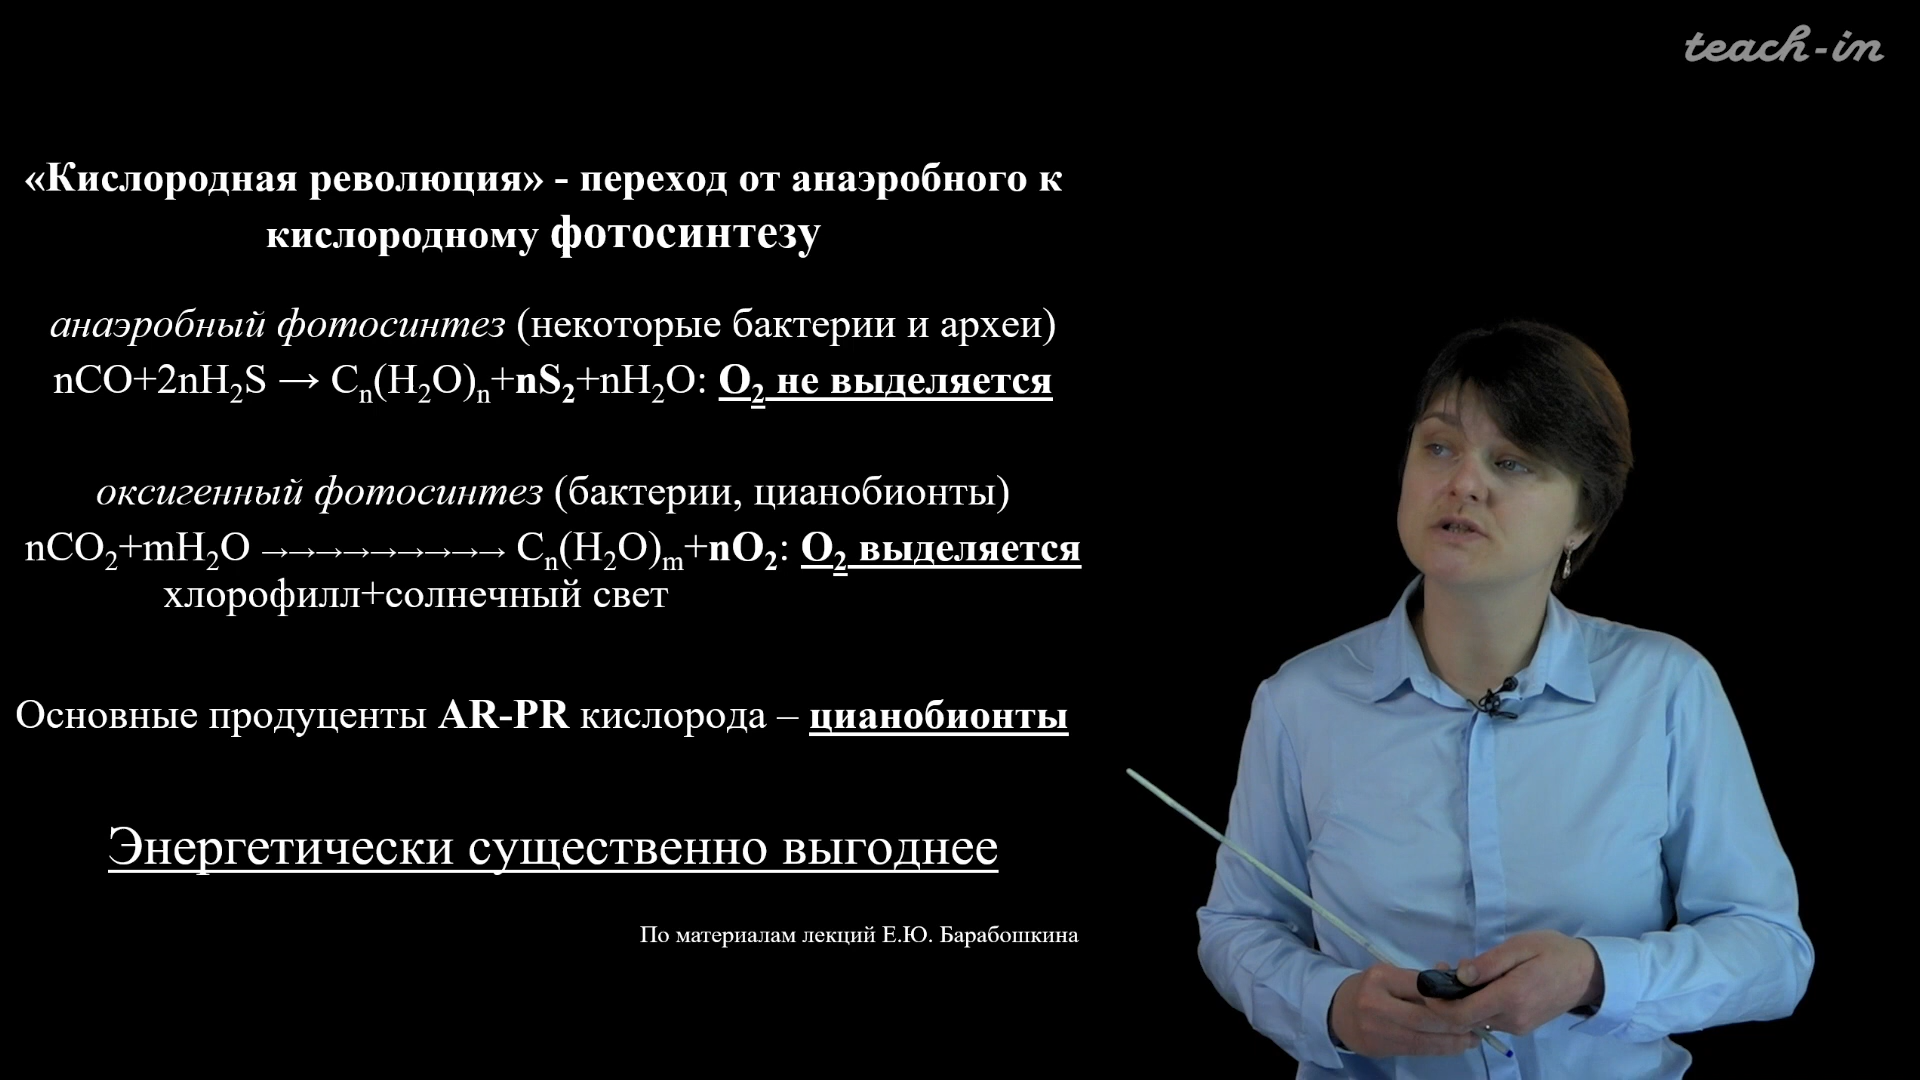 teach-in
«Кислородная революция» - переход от анаэробного к
кислородному фотосинтезу
анаэробный фотосинтез (некоторые бактерии и археи)
nCO+2nH₂S → Cₙ(H₂O)ₙ+nS₂+nH₂O: O₂ не выделяется
оксигенный фотосинтез (бактерии, цианобионты)
nCO₂+mH₂O →→→→→→→→→ Cₙ(H₂O)ₘ+nO₂: O₂ выделяется
хлорофилл+солнечный свет
Основные продуценты AR-PR кислорода – цианобионты
Энергетически существенно выгоднее
По материалам лекций Е.Ю. Барабошкина